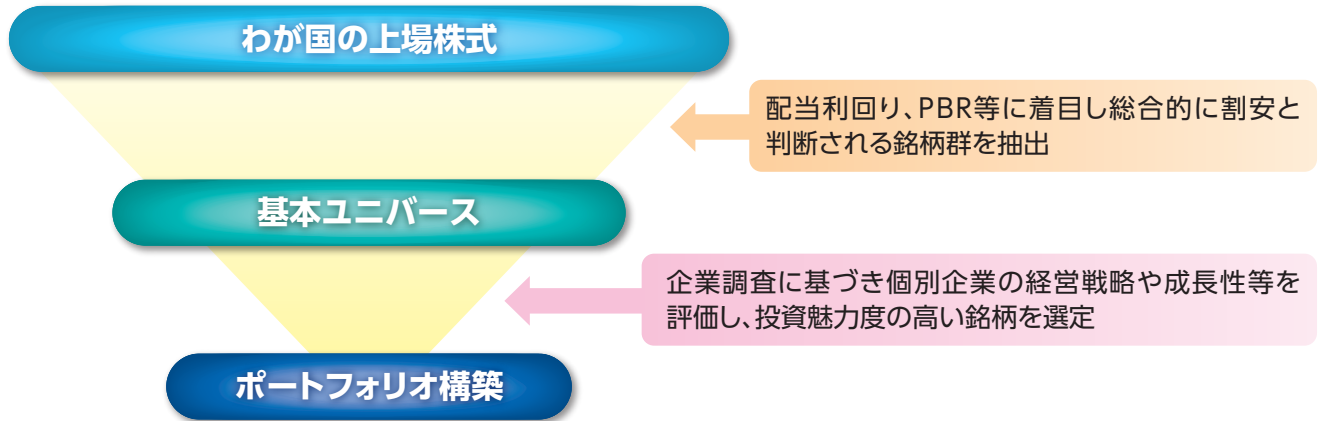 わが国の上場株式
配当利回り、PBR等に着目し総合的に割安と
判断される銘柄群を抽出
基本ユニバース
企業調査に基づき個別企業の経営戦略や成長性等を
評価し、投資魅力度の高い銘柄を選定
ポートフォリオ構築